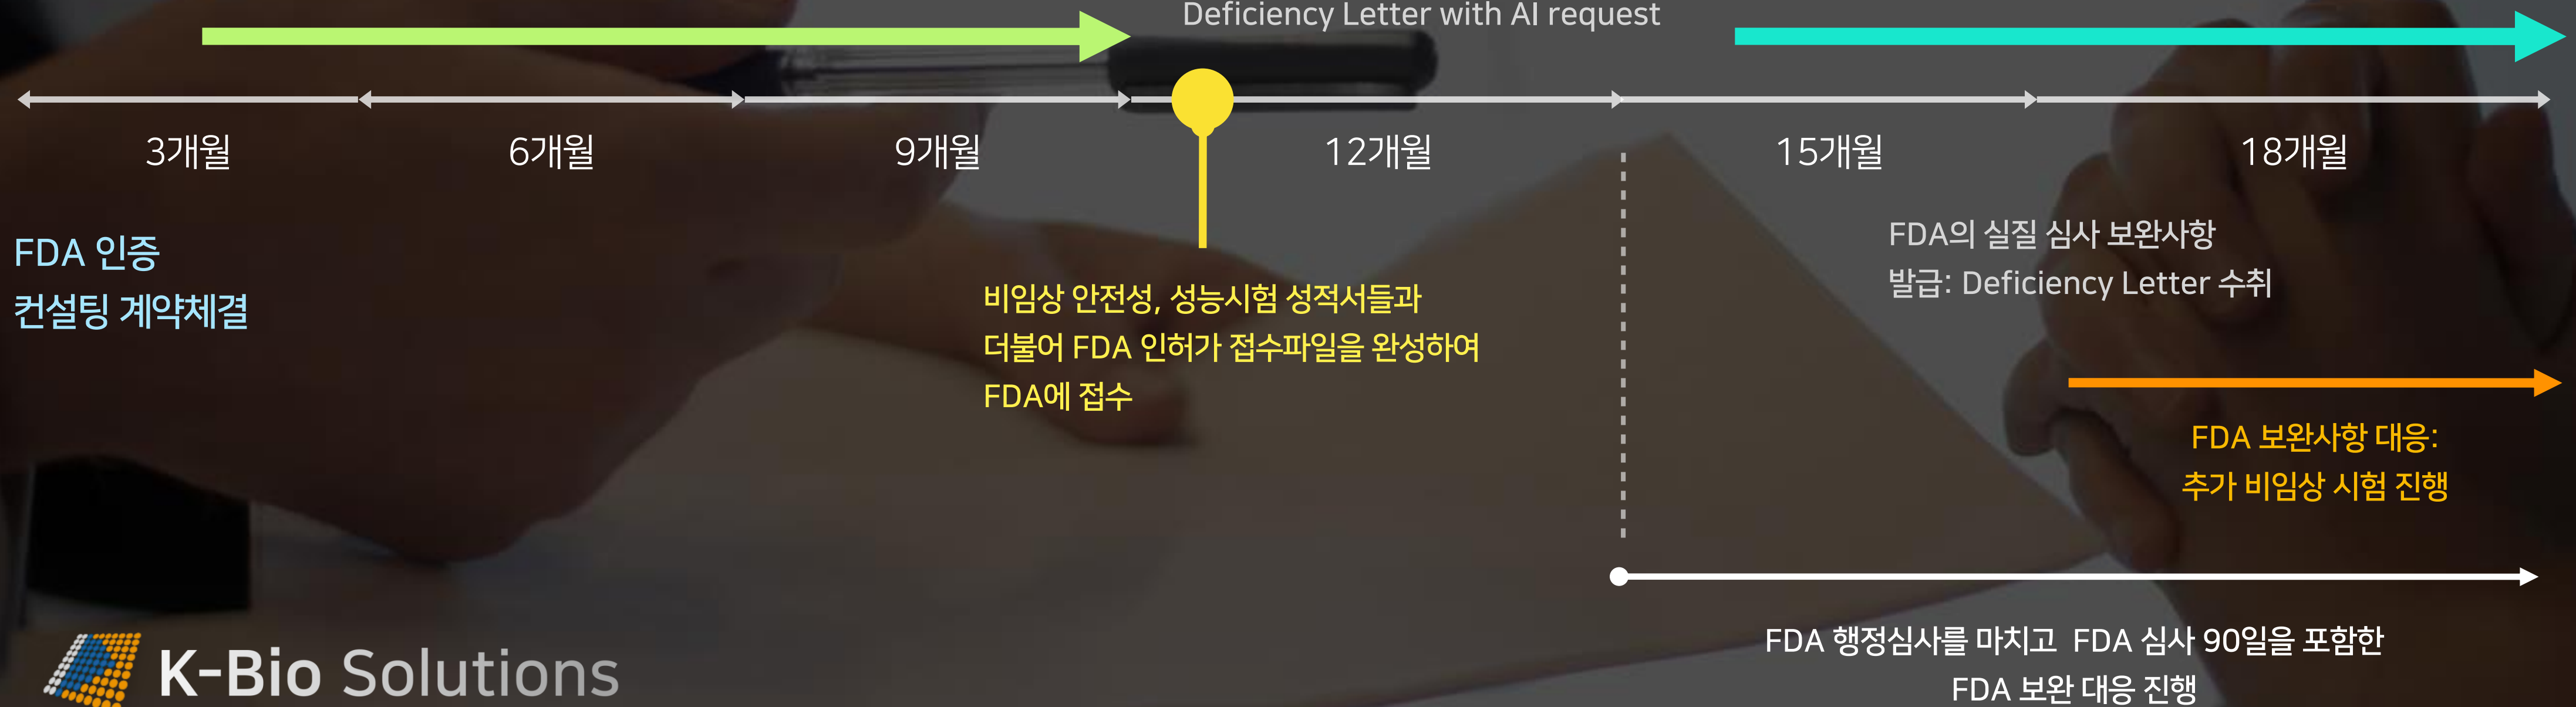 Deficiency Letter with AI request
3개월
6개월
9개월
12개월
15개월
18개월
FDA 인증
컨설팅 계약체결
비임상 안전성, 성능시험 성적서들과
더불어 FDA 인허가 접수파일을 완성하여
FDA에 접수
FDA의 실질 심사 보완사항
발급: Deficiency Letter 수취
FDA 보완사항 대응:
추가 비임상 시험 진행
FDA 행정심사를 마치고 FDA 심사 90일을 포함한
FDA 보완 대응 진행
K-Bio Solutions